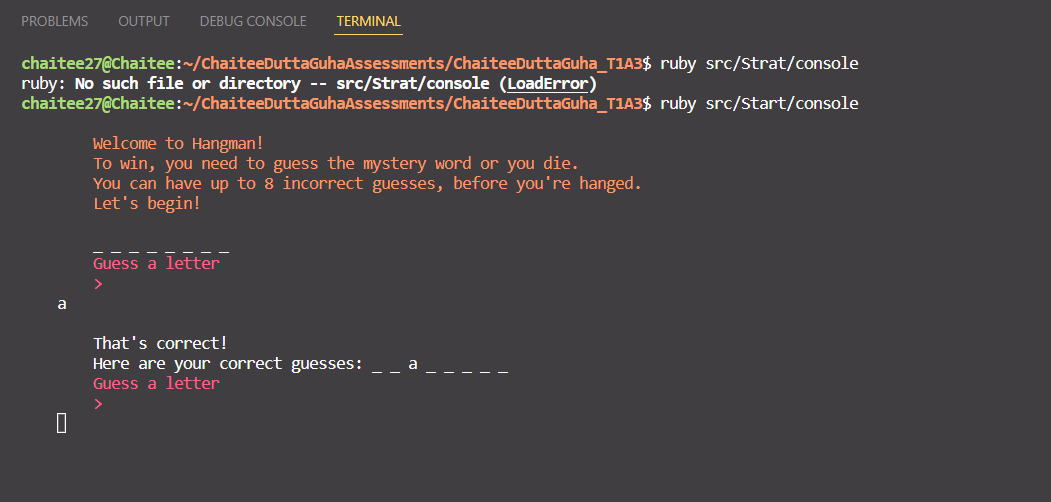 PROBLEMS OUTPUT DEBUG CONSOLE TERMINAL
chaitee27@Chaitee:~/ChaiteeDuttaGuhaAssessments/ChaiteeDuttaGuha_T1A3$ ruby src/Strat/console
ruby: No such file or directory -- src/Strat/console (LoadError)
chaitee27@Chaitee:~/ChaiteeDuttaGuhaAssessments/ChaiteeDuttaGuha_T1A3$ ruby src/Start/console
Welcome to Hangman!
To win, you need to guess the mystery word or you die.
You can have up to 8 incorrect guesses, before you're hanged.
Let's begin!
_ _ _ _ _ _ _ _
Guess a letter
>
a
That's correct!
Here are your correct guesses: _ _ a _ _ _ _ _
Guess a letter
>